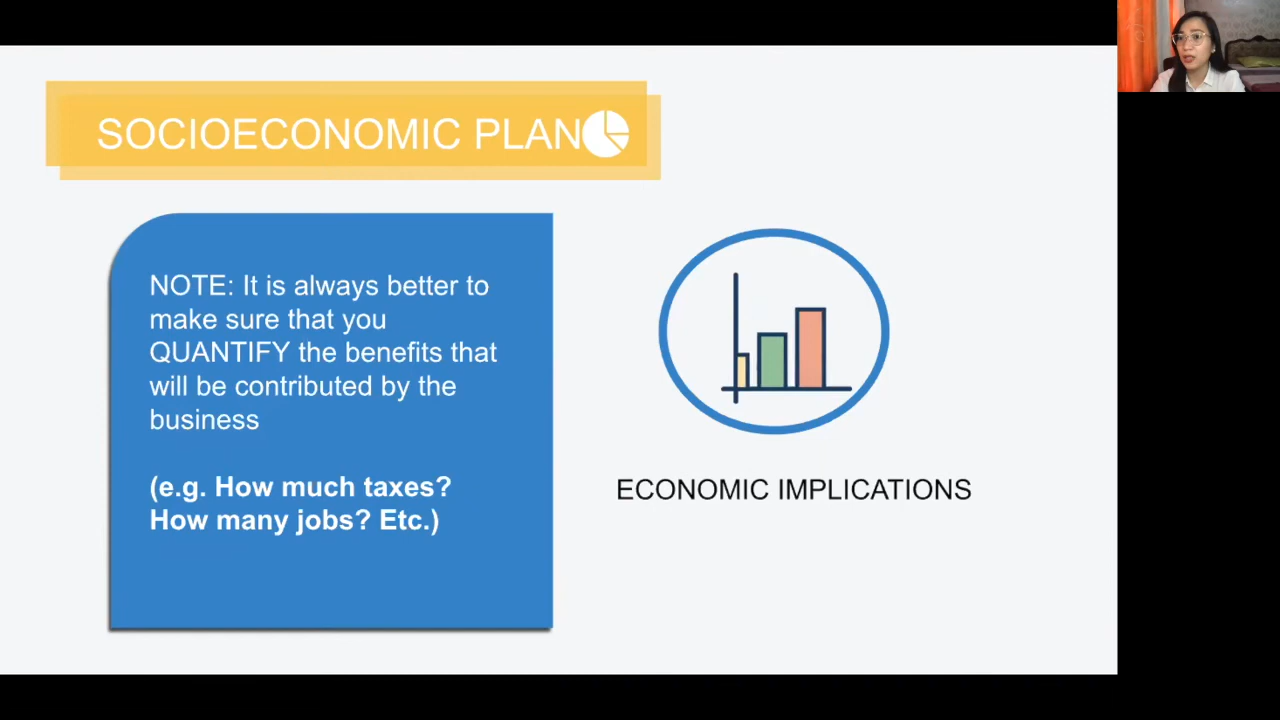 SOCIOECONOMIC PLAN
NOTE: It is always better to
make sure that you
QUANTIFY the benefits that
will be contributed by the
business
(e.g. How much taxes?
How many jobs? Etc.)
ECONOMIC IMPLICATIONS